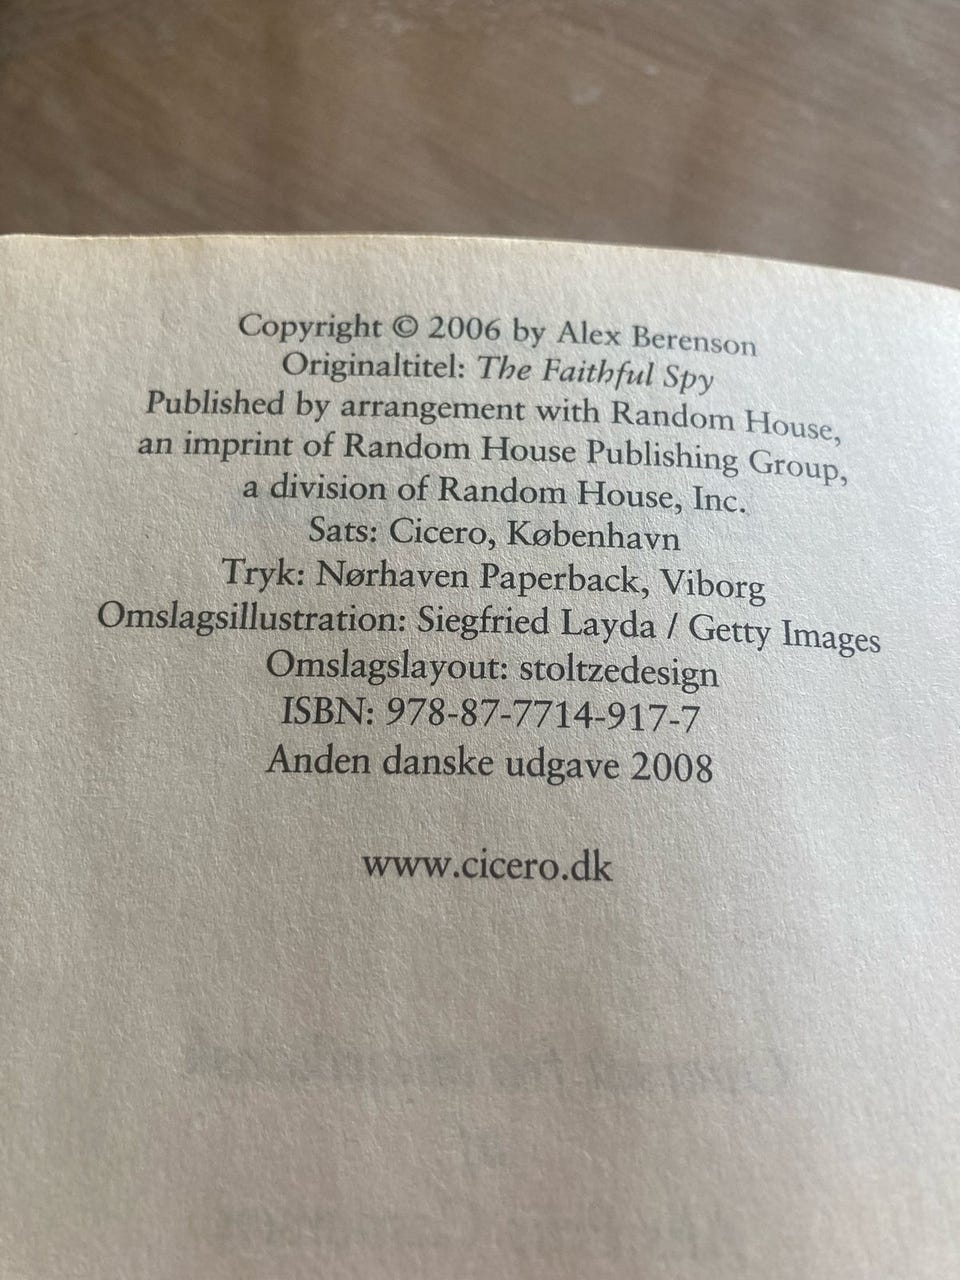 Copyright © 2006 by Alex Berenson
Originaltitel: The Faithful Spy
Published by arrangement with Random House,
an imprint of Random House Publishing Group,
a division of Random House, Inc.
Sats: Cicero, København
Tryk: Nørhaven Paperback, Viborg
Omslagsillustration: Siegfried Layda / Getty Images
Omslagslayout: stoltzedesign
ISBN: 978-87-7714-917-7
Anden danske udgave 2008
www.cicero.dk